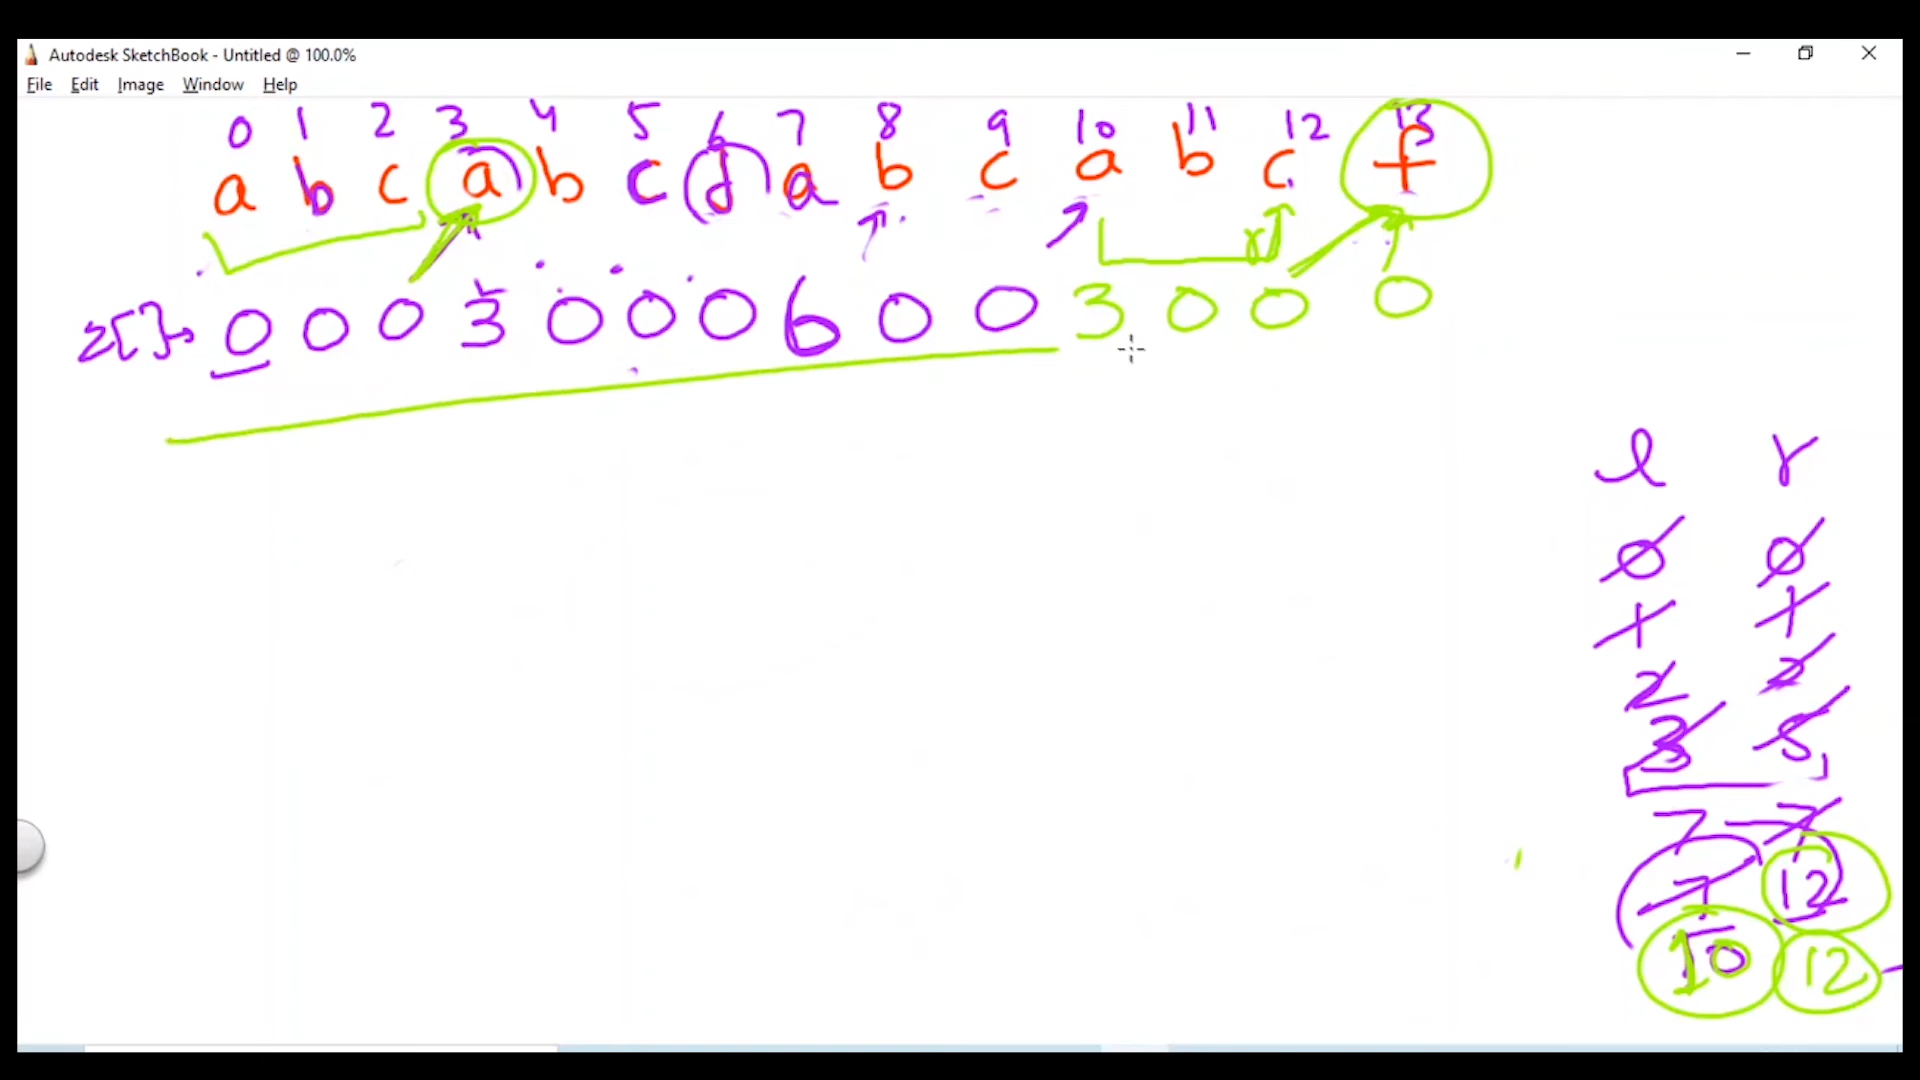 Autodesk SketchBook - Untitled @ 100.0%
File Edit Image Window Help
0 1 2 3 4 5 6 7 8 9 10 11 12 13
a b c a b c d a b c a b c f
r
z[ ]→ 0 0 0 3 0 0 0 6 0 0 3 0 0 0
l r
0 0
1 1
2 2
3 5
7 7
7 12
10 12